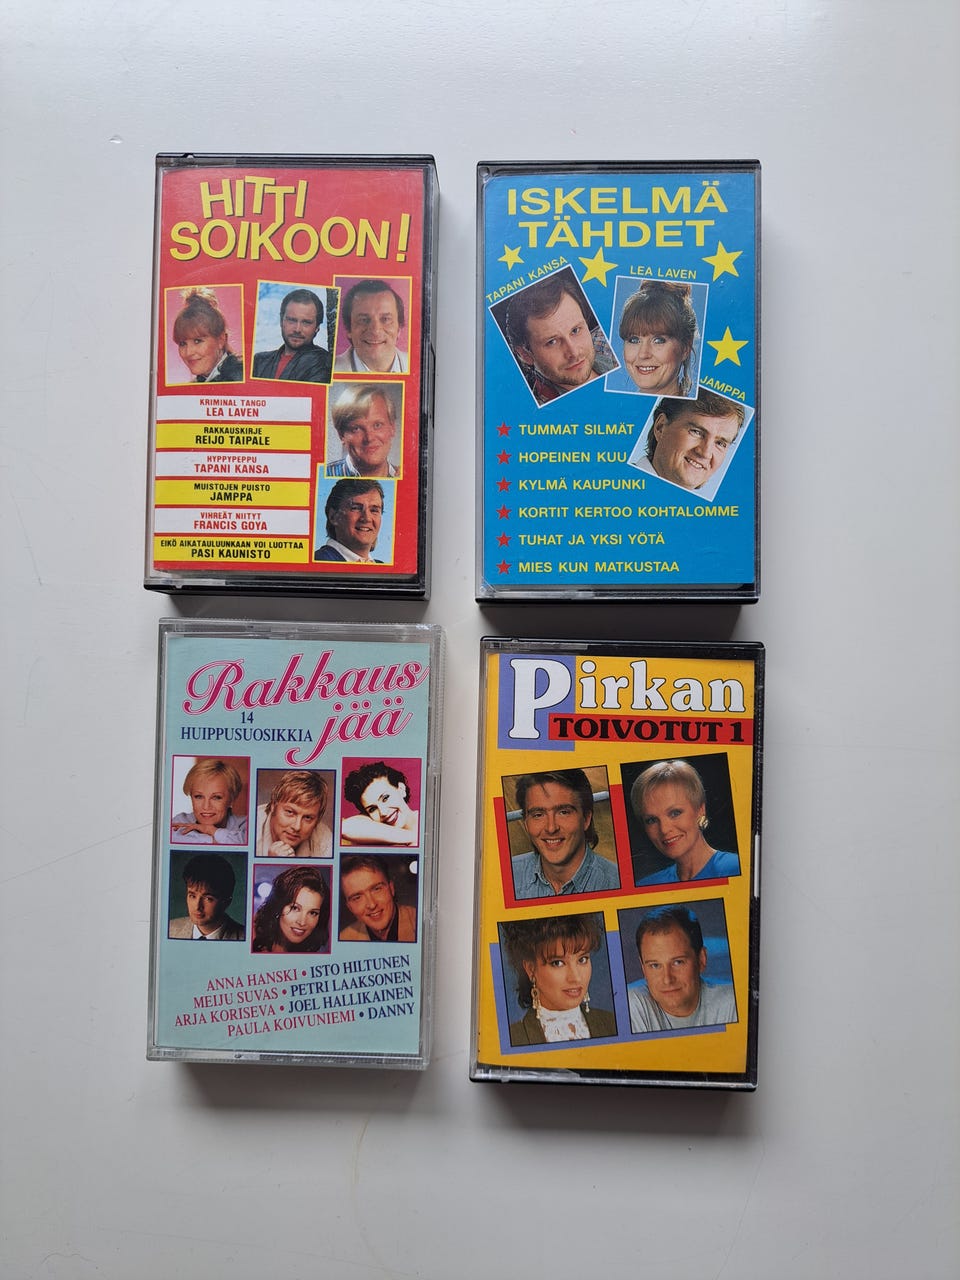 HITTI
SOIKOON!
KRIMINAL TANGO
LEA LAVEN
RAKKAUSKIRJE
REIJO TAIPALE
HYPPYPEPPU
TAPANI KANSA
MUISTOJEN PUISTO
JAMPPA
VIHREÄT NIITYT
FRANCIS GOYA
EIKÖ AIKATAULUUNKAAN VOI LUOTTAA
PASI KAUNISTO
ISKELMÄ
TÄHDET
TAPANI KANSA
LEA LAVEN
JAMPPA
TUMMAT SILMÄT
HOPEINEN KUU
KYLMÄ KAUPUNKI
KORTIT KERTOO KOHTALOMME
TUHAT JA YKSI YÖTÄ
MIES KUN MATKUSTAA
Rakkaus
jää
14
HUIPPUSUOSIKKIA
ANNA HANSKI • ISTO HILTUNEN
MEIJU SUVAS • PETRI LAAKSONEN
ARJA KORISEVA • JOEL HALLIKAINEN
PAULA KOIVUNIEMI • DANNY
Pirkan
TOIVOTUT 1